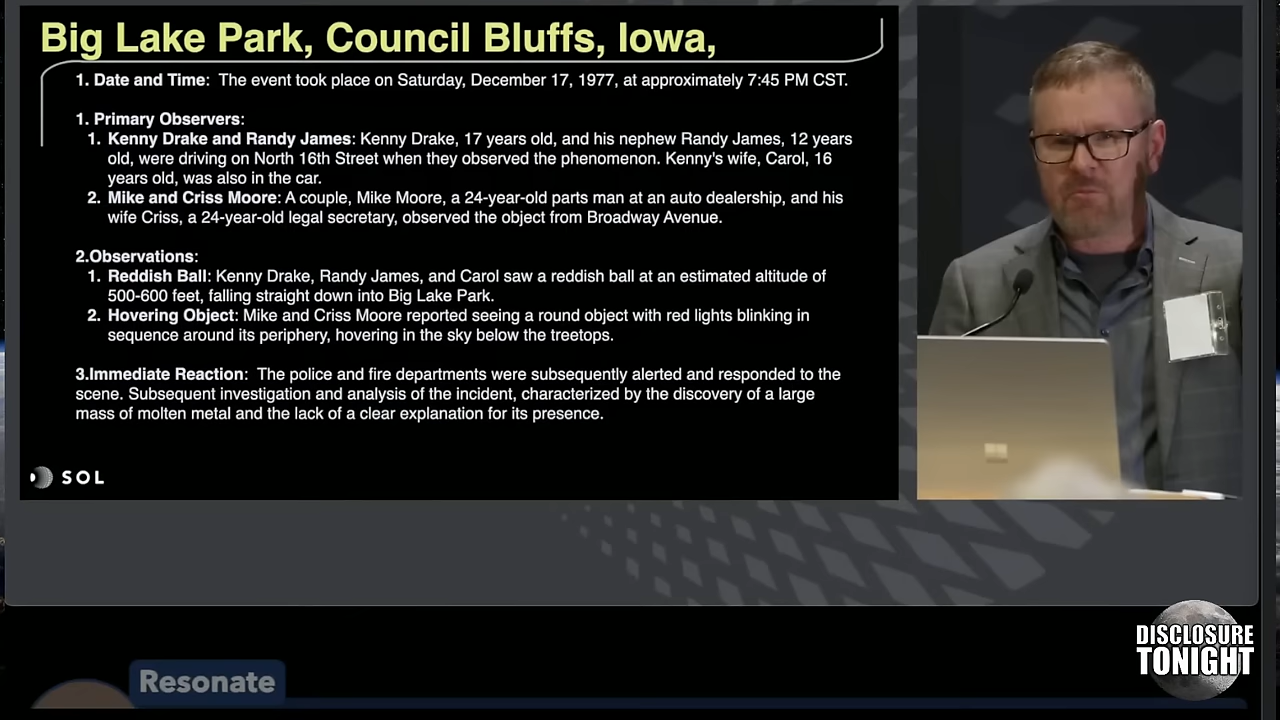 Big Lake Park, Council Bluffs, Iowa,
1. Date and Time: The event took place on Saturday, December 17, 1977, at approximately 7:45 PM CST.
1. Primary Observers:
1. Kenny Drake and Randy James: Kenny Drake, 17 years old, and his nephew Randy James, 12 years
old, were driving on North 16th Street when they observed the phenomenon. Kenny's wife, Carol, 16
years old, was also in the car.
2. Mike and Criss Moore: A couple, Mike Moore, a 24-year-old parts man at an auto dealership, and his
wife Criss, a 24-year-old legal secretary, observed the object from Broadway Avenue.
2.Observations:
1. Reddish Ball: Kenny Drake, Randy James, and Carol saw a reddish ball at an estimated altitude of
500-600 feet, falling straight down into Big Lake Park.
2. Hovering Object: Mike and Criss Moore reported seeing a round object with red lights blinking in
sequence around its periphery, hovering in the sky below the treetops.
3.Immediate Reaction: The police and fire departments were subsequently alerted and responded to the
scene. Subsequent investigation and analysis of the incident, characterized by the discovery of a large
mass of molten metal and the lack of a clear explanation for its presence.
SOL
DISCLOSURE
TONIGHT
Resonate